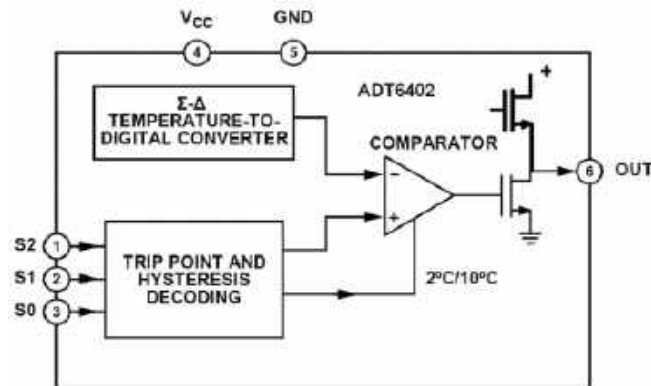 VCC
GND
4
5
Σ-Δ
TEMPERATURE-TO-
DIGITAL CONVERTER
ADT6402
+
COMPARATOR
−
+
6 OUT
S2 1
S1 2
S0 3
TRIP POINT AND
HYSTERESIS
DECODING
2ºC/10ºC